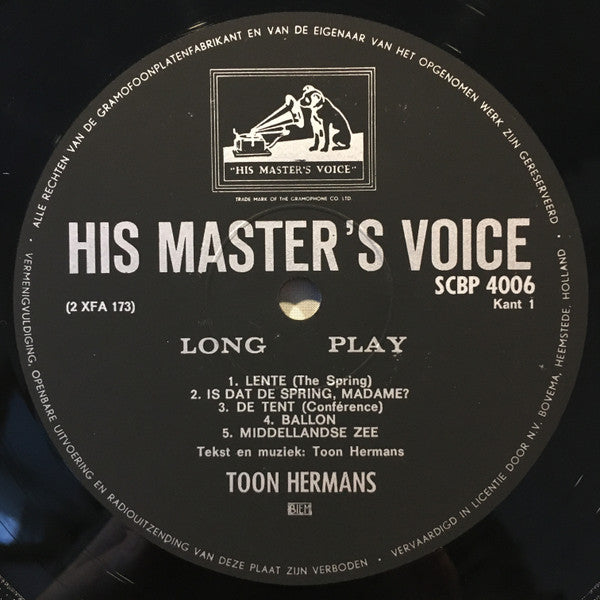 • ALLE RECHTEN VAN DE GRAMOFOONPLATENFABRIKANT EN VAN DE EIGENAAR VAN HET OPGENOMEN WERK ZIJN GERESERVEERD •
"HIS MASTER'S VOICE"
TRADE MARK OF THE GRAMOPHONE CO. LTD.
HIS MASTER'S VOICE
SCBP 4006
(2 XFA 173)
Kant 1
LONG PLAY
1. LENTE (The Spring)
2. IS DAT DE SPRING, MADAME?
3. DE TENT (Conférence)
4. BALLON
5. MIDDELLANDSE ZEE
Tekst en muziek: Toon Hermans
TOON HERMANS
BIEM
VERMENIGVULDIGING, OPENBARE UITVOERING EN RADIOUITZENDING VAN DEZE PLAAT ZIJN VERBODEN • VERVAARDIGD IN LICENTIE DOOR N.V. BOVEMA, HEEMSTEDE, HOLLAND